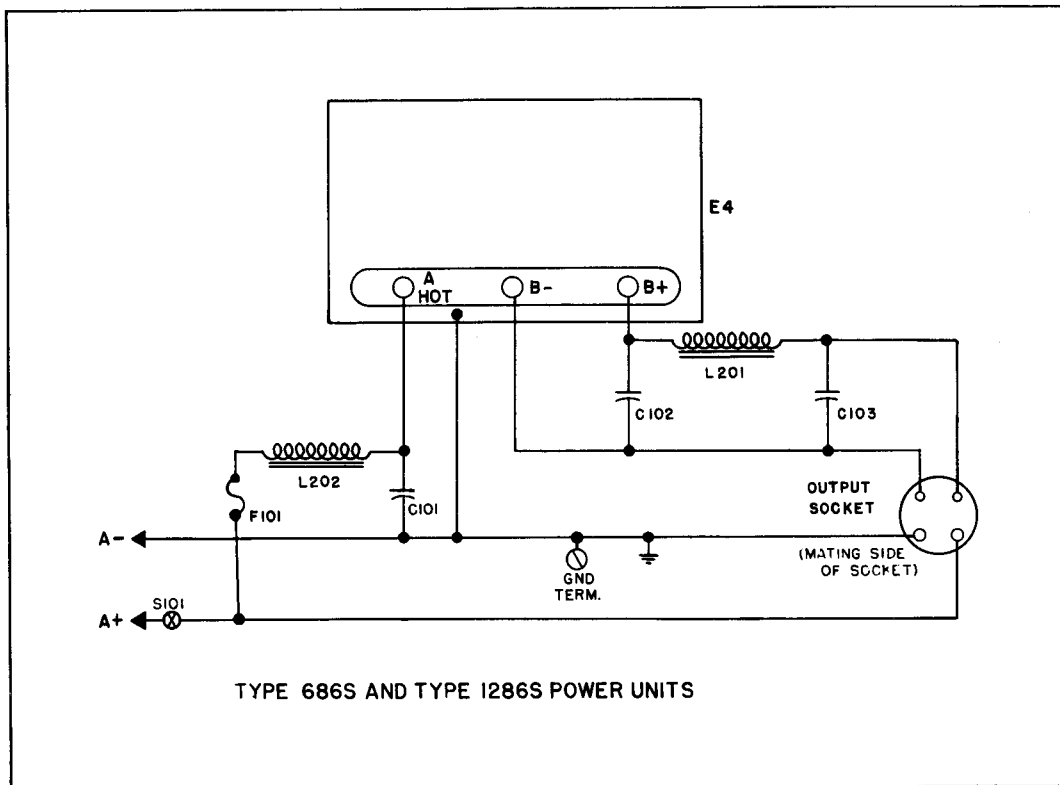 E4
A
HOT
B-
B+
L201
C102
C103
L202
C101
F101
OUTPUT
SOCKET
A-
(MATING SIDE
OF SOCKET)
GND
TERM.
S101
A+
TYPE 686S AND TYPE 1286S POWER UNITS